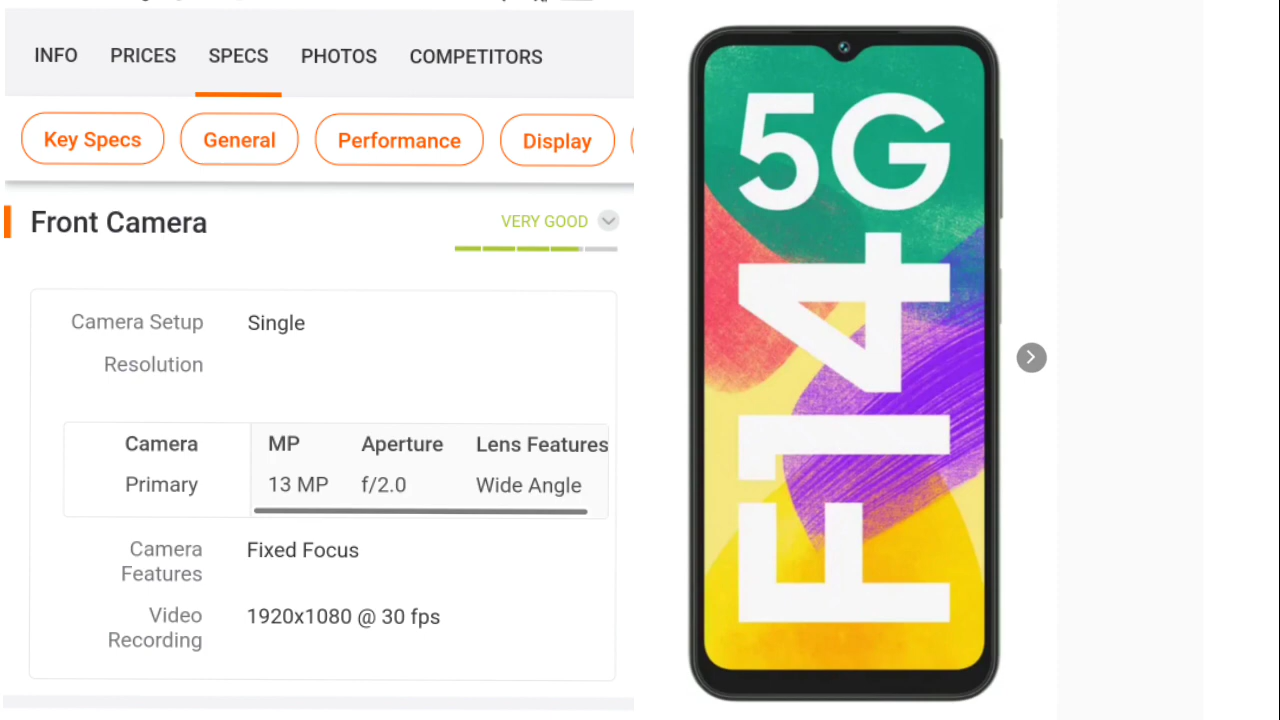 INFO PRICES SPECS PHOTOS COMPETITORS
Key Specs General Performance Display
Front Camera VERY GOOD
Camera Setup Single
Resolution
Camera MP Aperture Lens Features
Primary 13 MP f/2.0 Wide Angle
Camera Features Fixed Focus
Video Recording 1920x1080 @ 30 fps
5G
F14